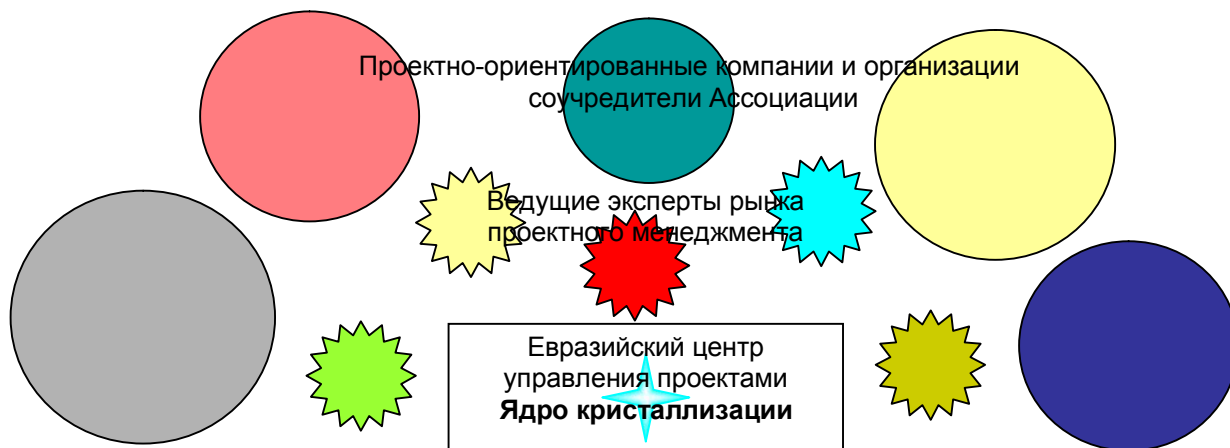 Проектно-ориентированные компании и организации
соучредители Ассоциации
Ведущие эксперты рынка
проектного менеджмента
Евразийский центр
управления проектами
Ядро кристаллизации